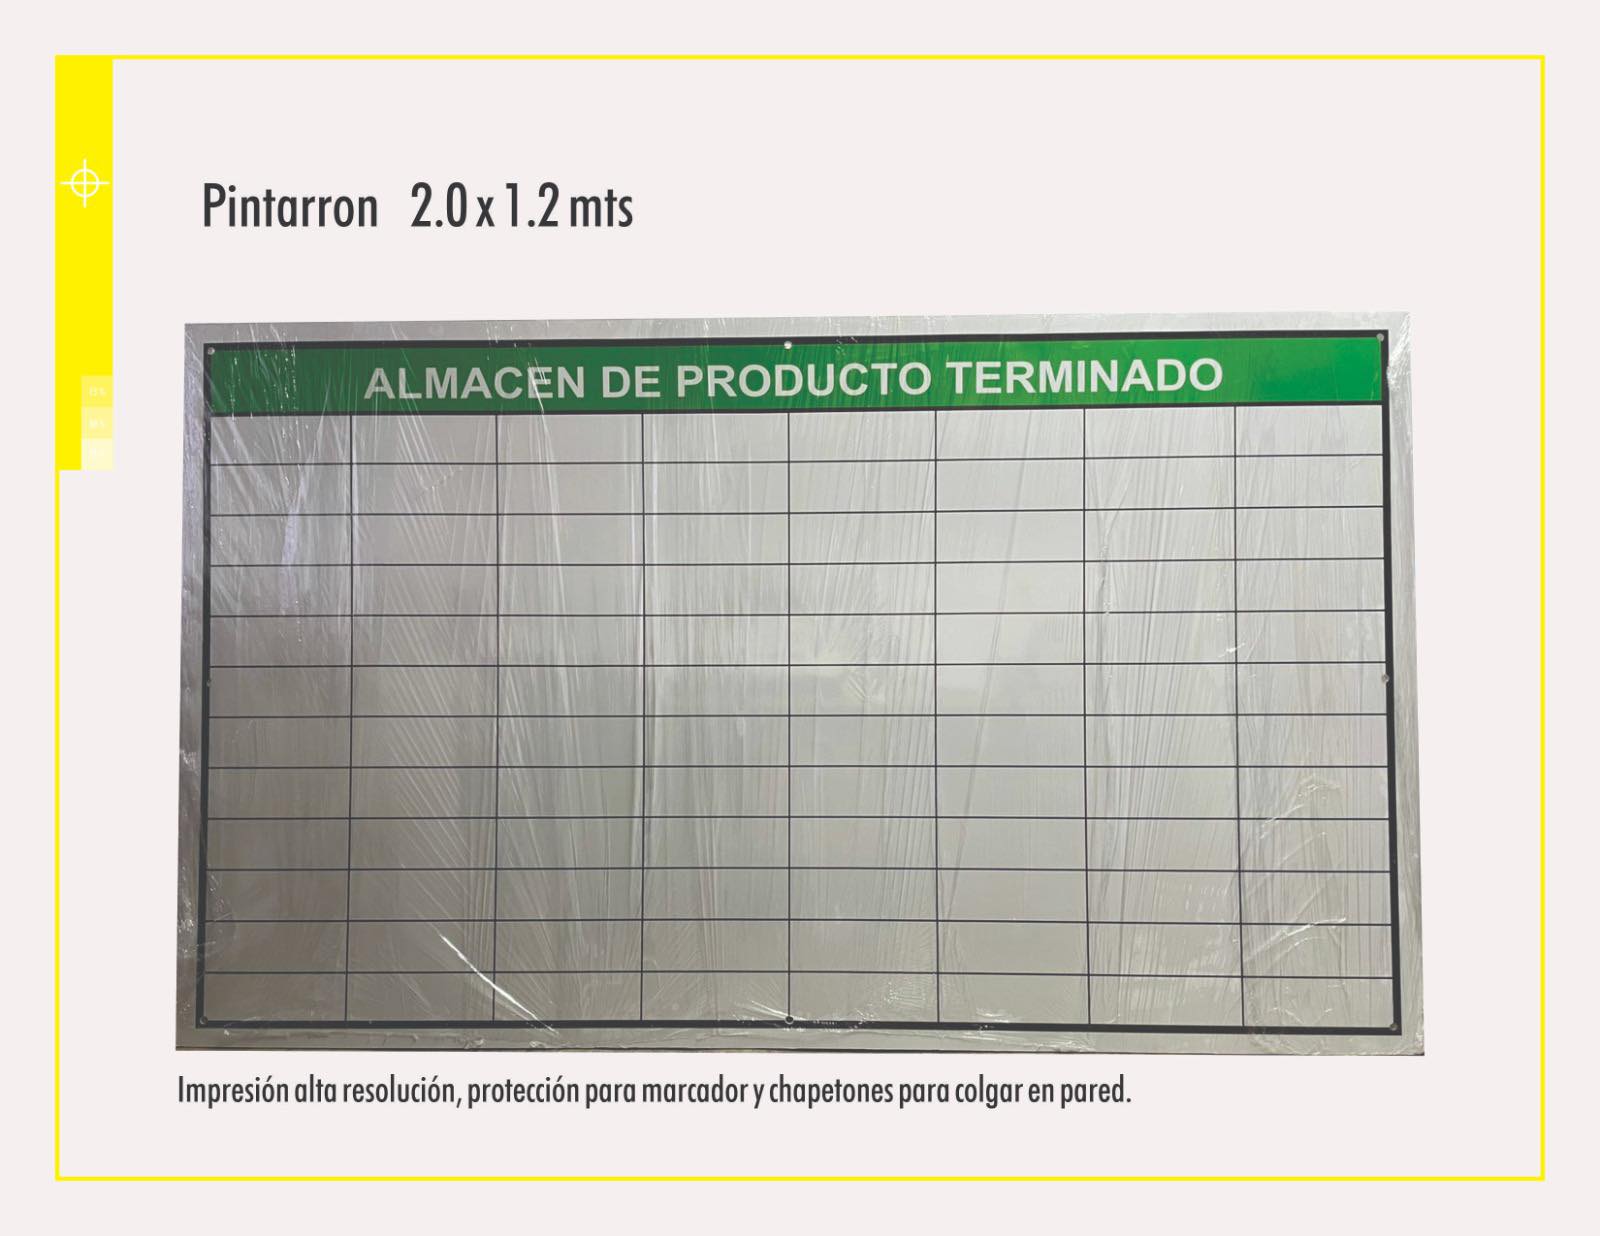 Pintarron 2.0 x 1.2 mts
ALMACEN DE PRODUCTO TERMINADO
Impresión alta resolución, protección para marcador y chapetones para colgar en pared.